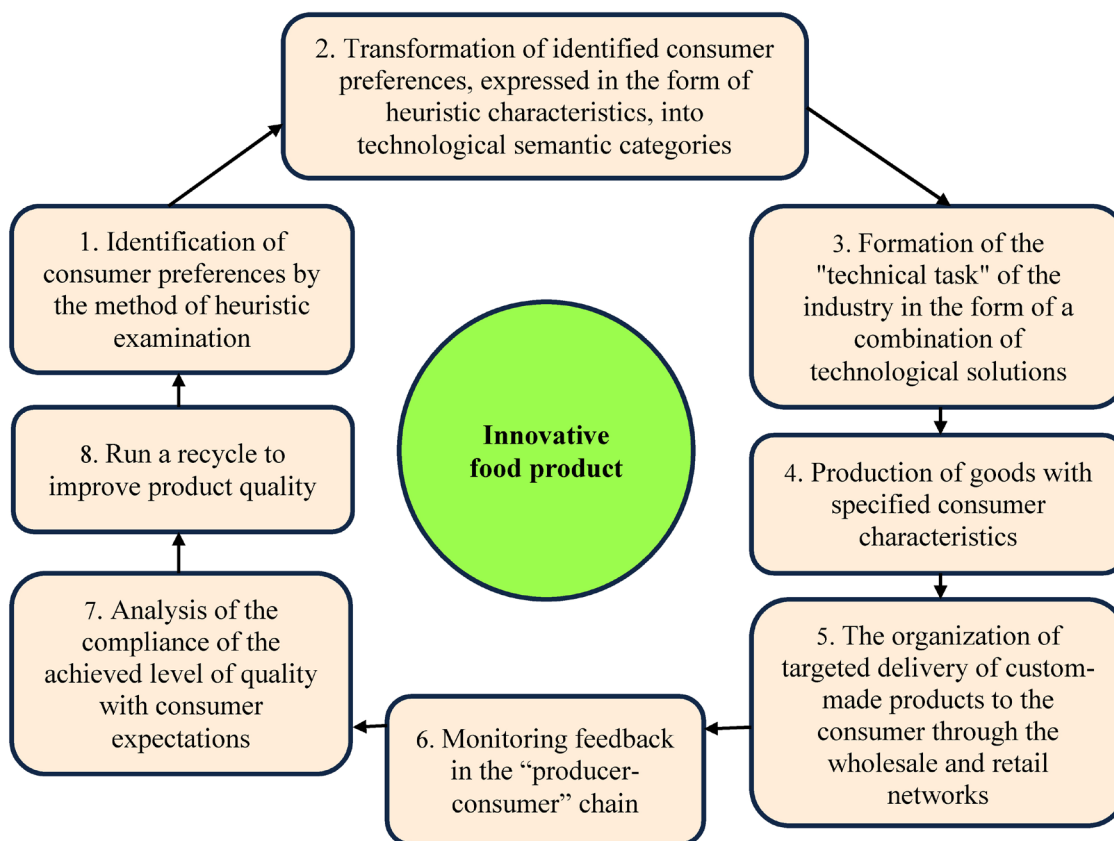 2. Transformation of identified consumer
preferences, expressed in the form of
heuristic characteristics, into
technological semantic categories
1. Identification of
consumer preferences by
the method of heuristic
examination
3. Formation of the
"technical task" of the
industry in the form of a
combination of
technological solutions
Innovative
food product
8. Run a recycle to
improve product quality
4. Production of goods with
specified consumer
characteristics
7. Analysis of the
compliance of the
achieved level of quality
with consumer
expectations
5. The organization of
targeted delivery of custom-
made products to the
consumer through the
wholesale and retail
networks
6. Monitoring feedback
in the “producer-
consumer” chain